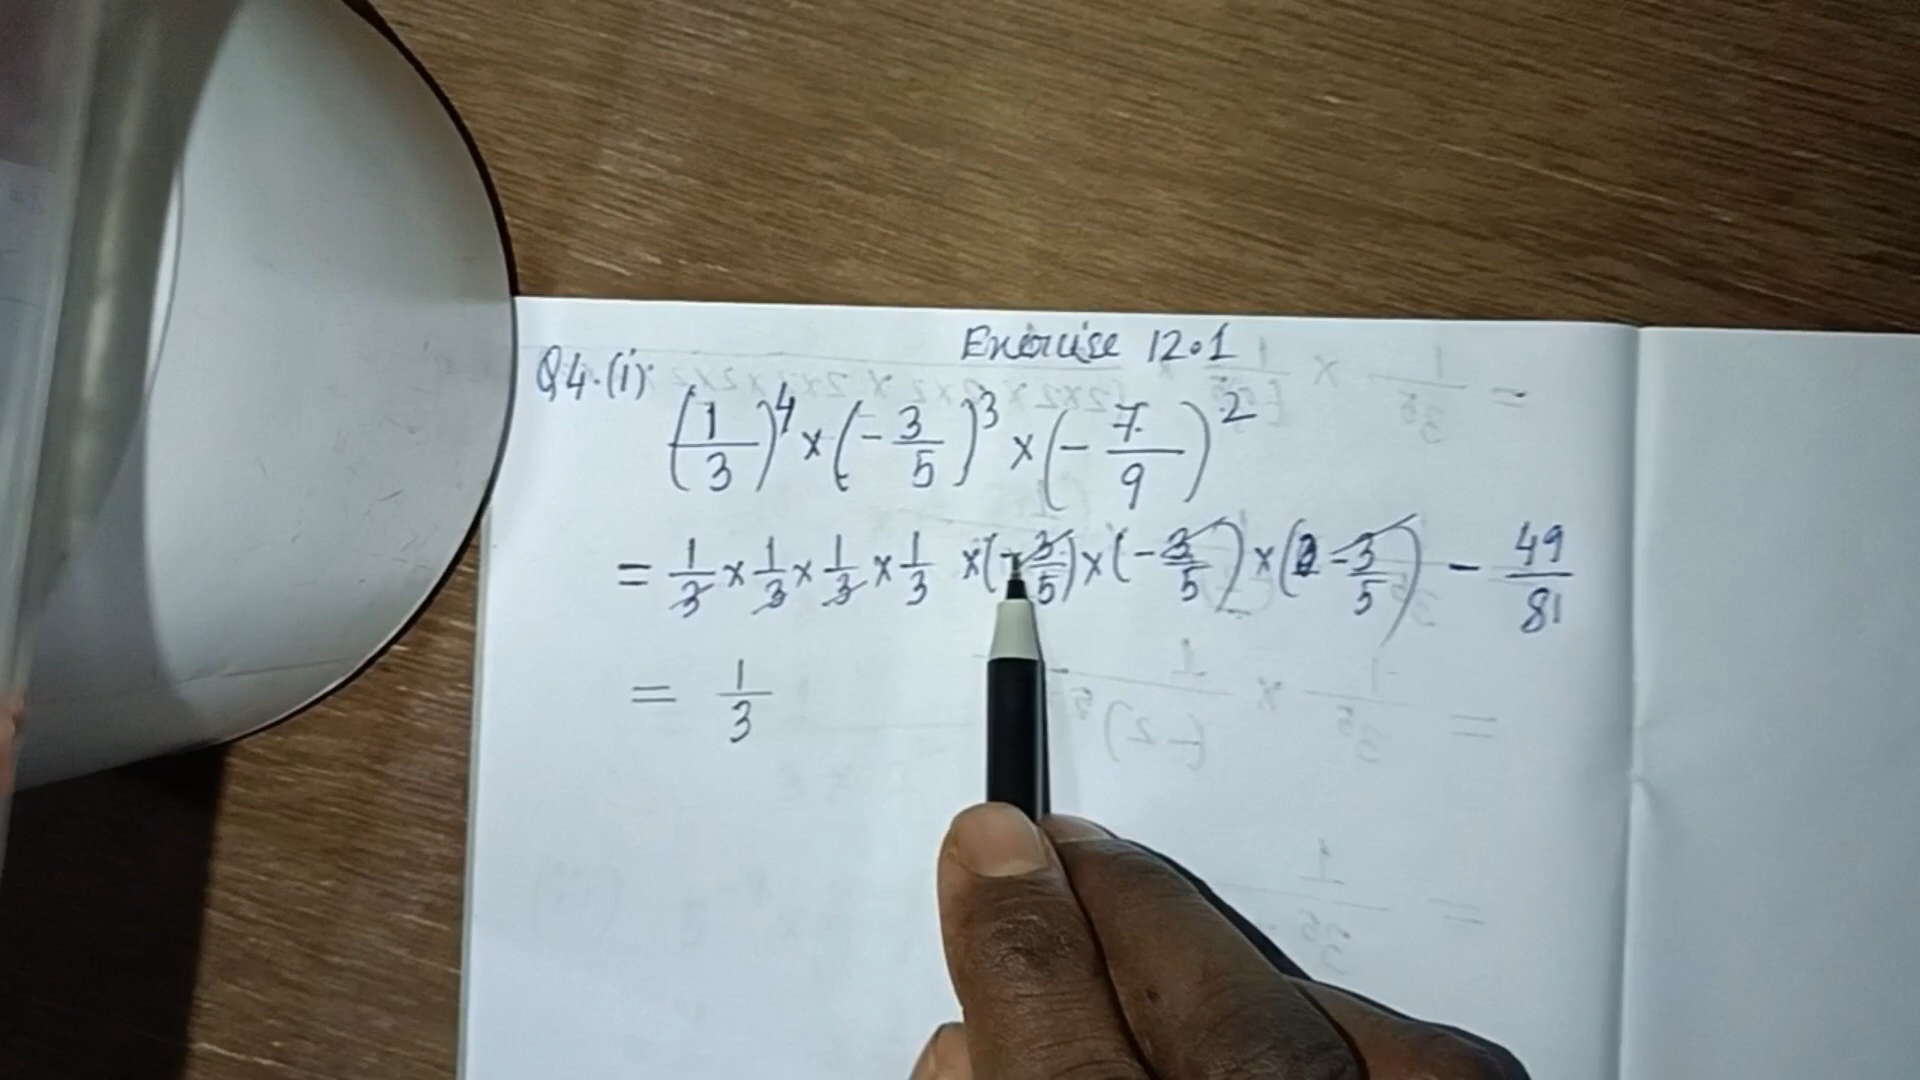 Exercise 12.1
Q4.(i)
(1/3)^4 × (-3/5)^3 × (-7/9)^2
= 1/3 × 1/3 × 1/3 × 1/3 × (-3/5) × (-3/5) × (-3/5) - 49/81
= 1/3